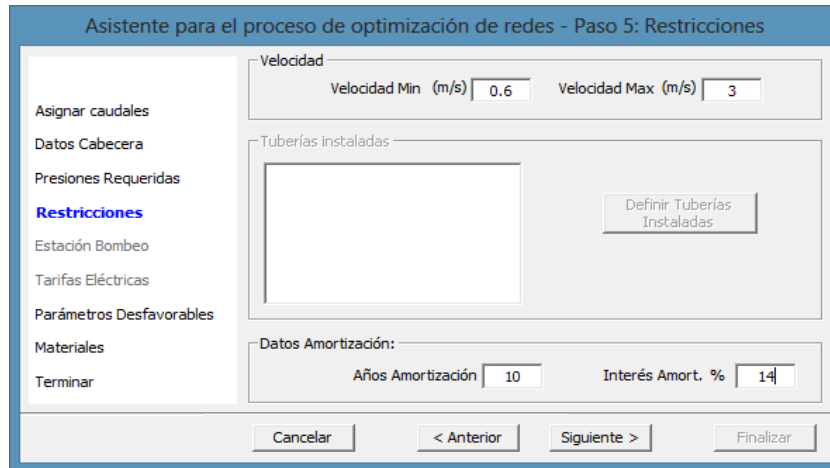 Asistente para el proceso de optimización de redes - Paso 5: Restricciones
Asignar caudales
Datos Cabecera
Presiones Requeridas
Restricciones
Estación Bombeo
Tarifas Eléctricas
Parámetros Desfavorables
Materiales
Terminar
Velocidad
Velocidad Min (m/s) 0.6 Velocidad Max (m/s) 3
Tuberías instaladas
Definir Tuberías
Instaladas
Datos Amortización:
Años Amortización 10 Interés Amort. % 14
Cancelar < Anterior Siguiente > Finalizar